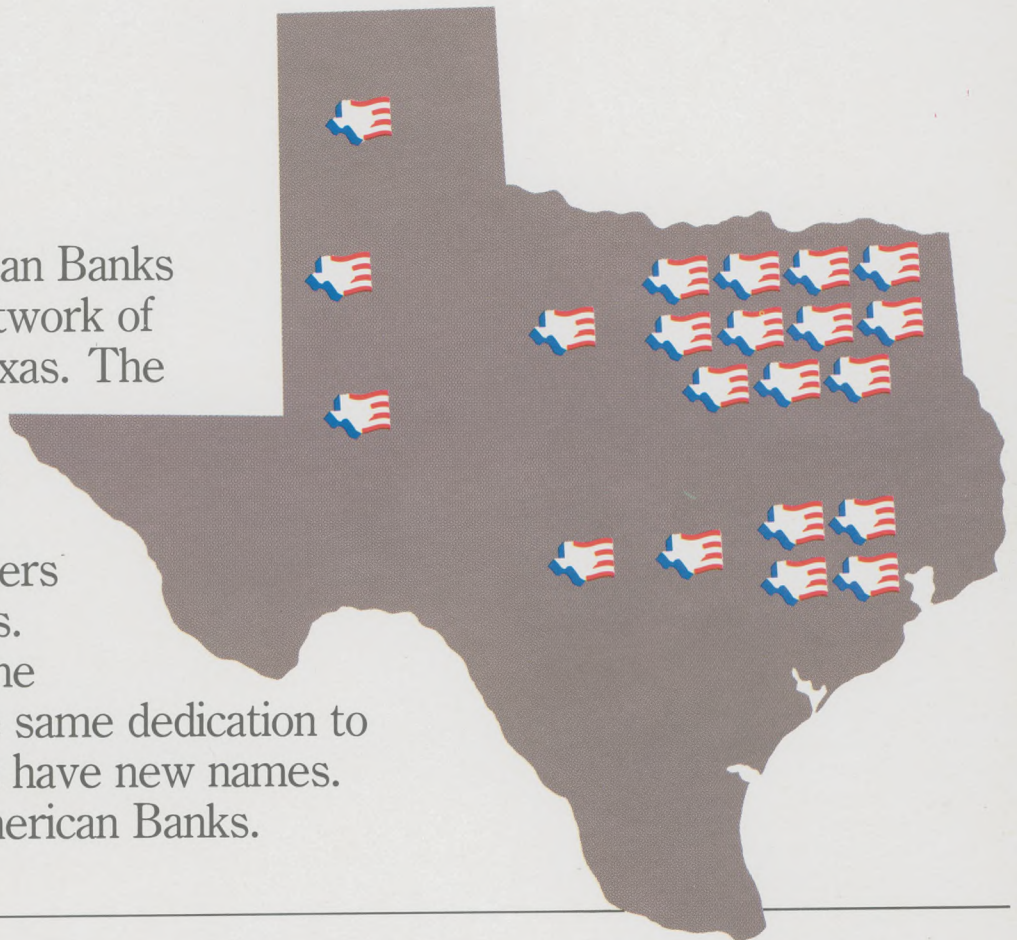 an Banks
twork of
xas. The
ers
s.
ne
same dedication to
have new names.
nerican Banks.